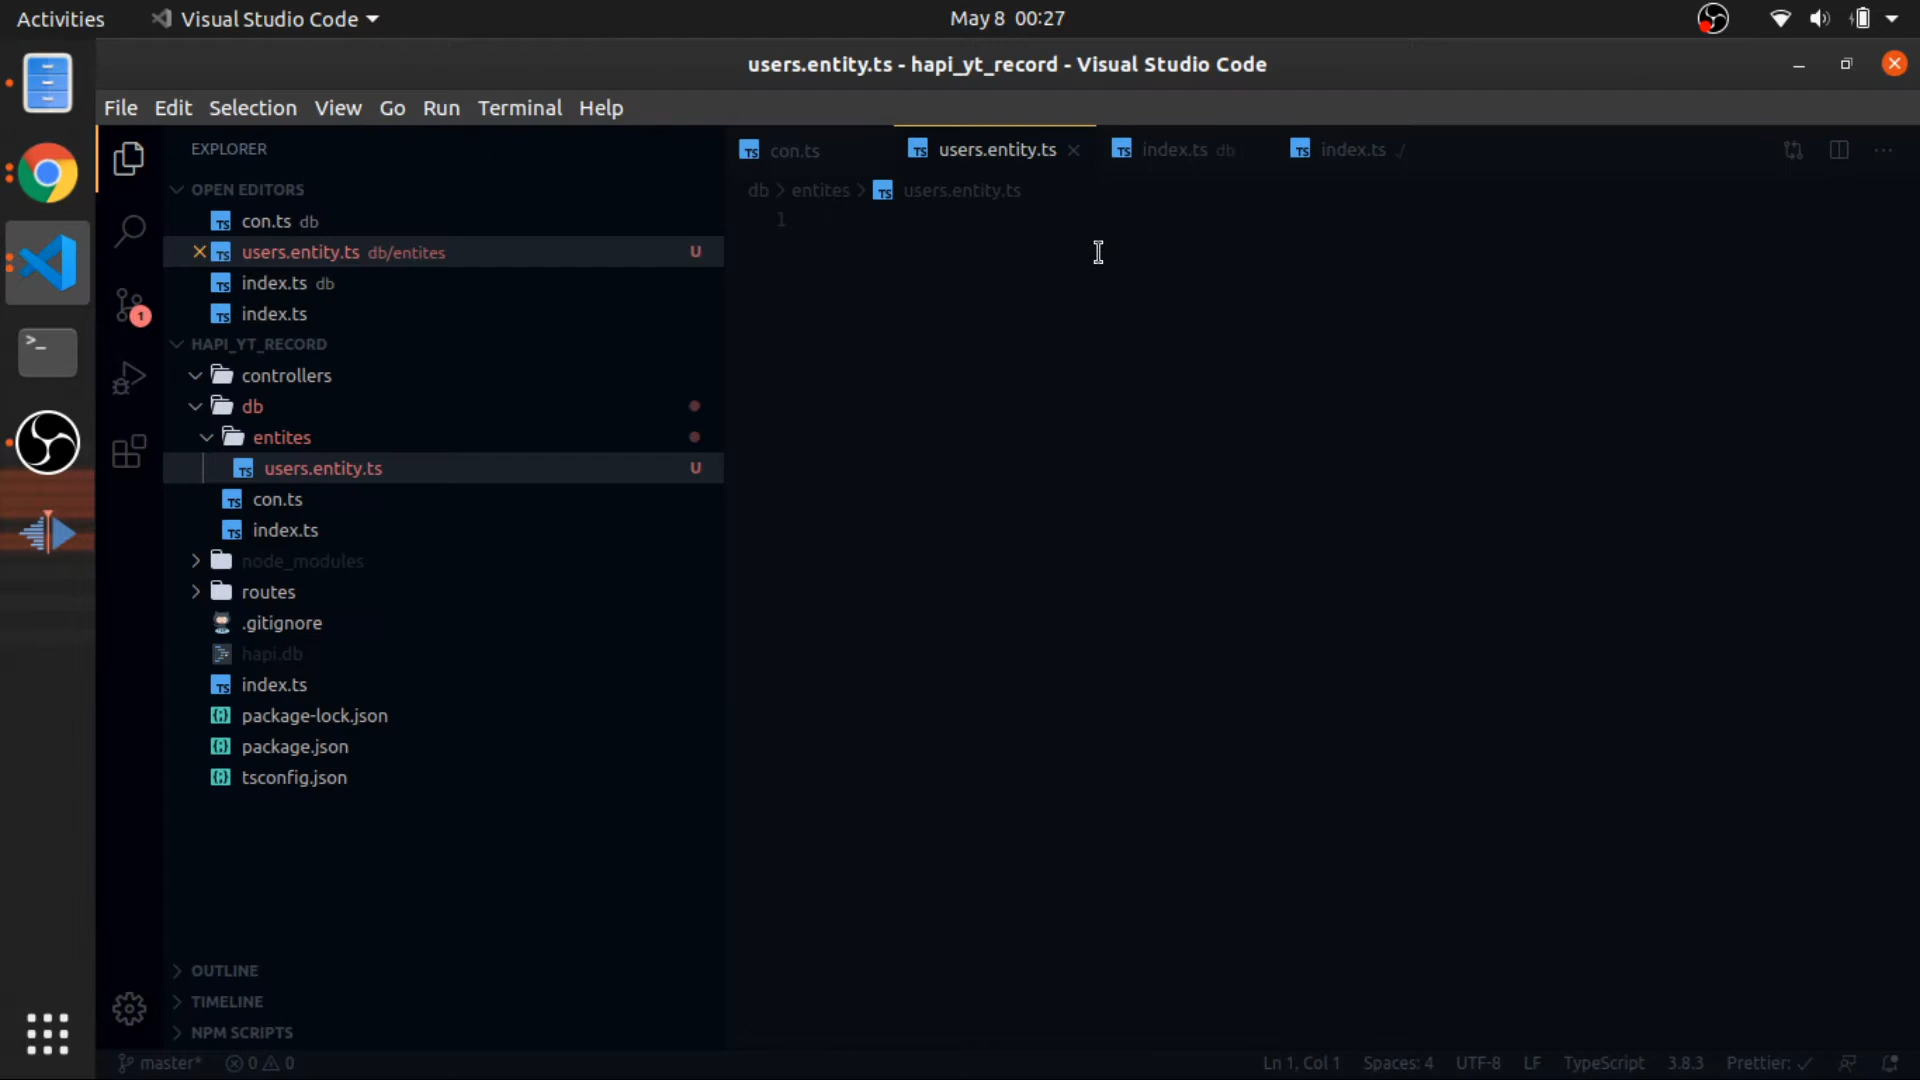 Activities Visual Studio Code May 8 00:27
users.entity.ts - hapi_yt_record - Visual Studio Code
File Edit Selection View Go Run Terminal Help
EXPLORER
OPEN EDITORS
con.ts db
users.entity.ts db/entites U
index.ts db
index.ts
HAPI_YT_RECORD
controllers
db
entites
users.entity.ts U
con.ts
index.ts
node_modules
routes
.gitignore
hapi.db
index.ts
package-lock.json
package.json
tsconfig.json
OUTLINE
TIMELINE
NPM SCRIPTS
1
con.ts users.entity.ts index.ts db index.ts ./
db > entites > users.entity.ts
1
master* 0 0 Ln 1, Col 1 Spaces: 4 UTF-8 LF TypeScript 3.8.3 Prettier: ✓